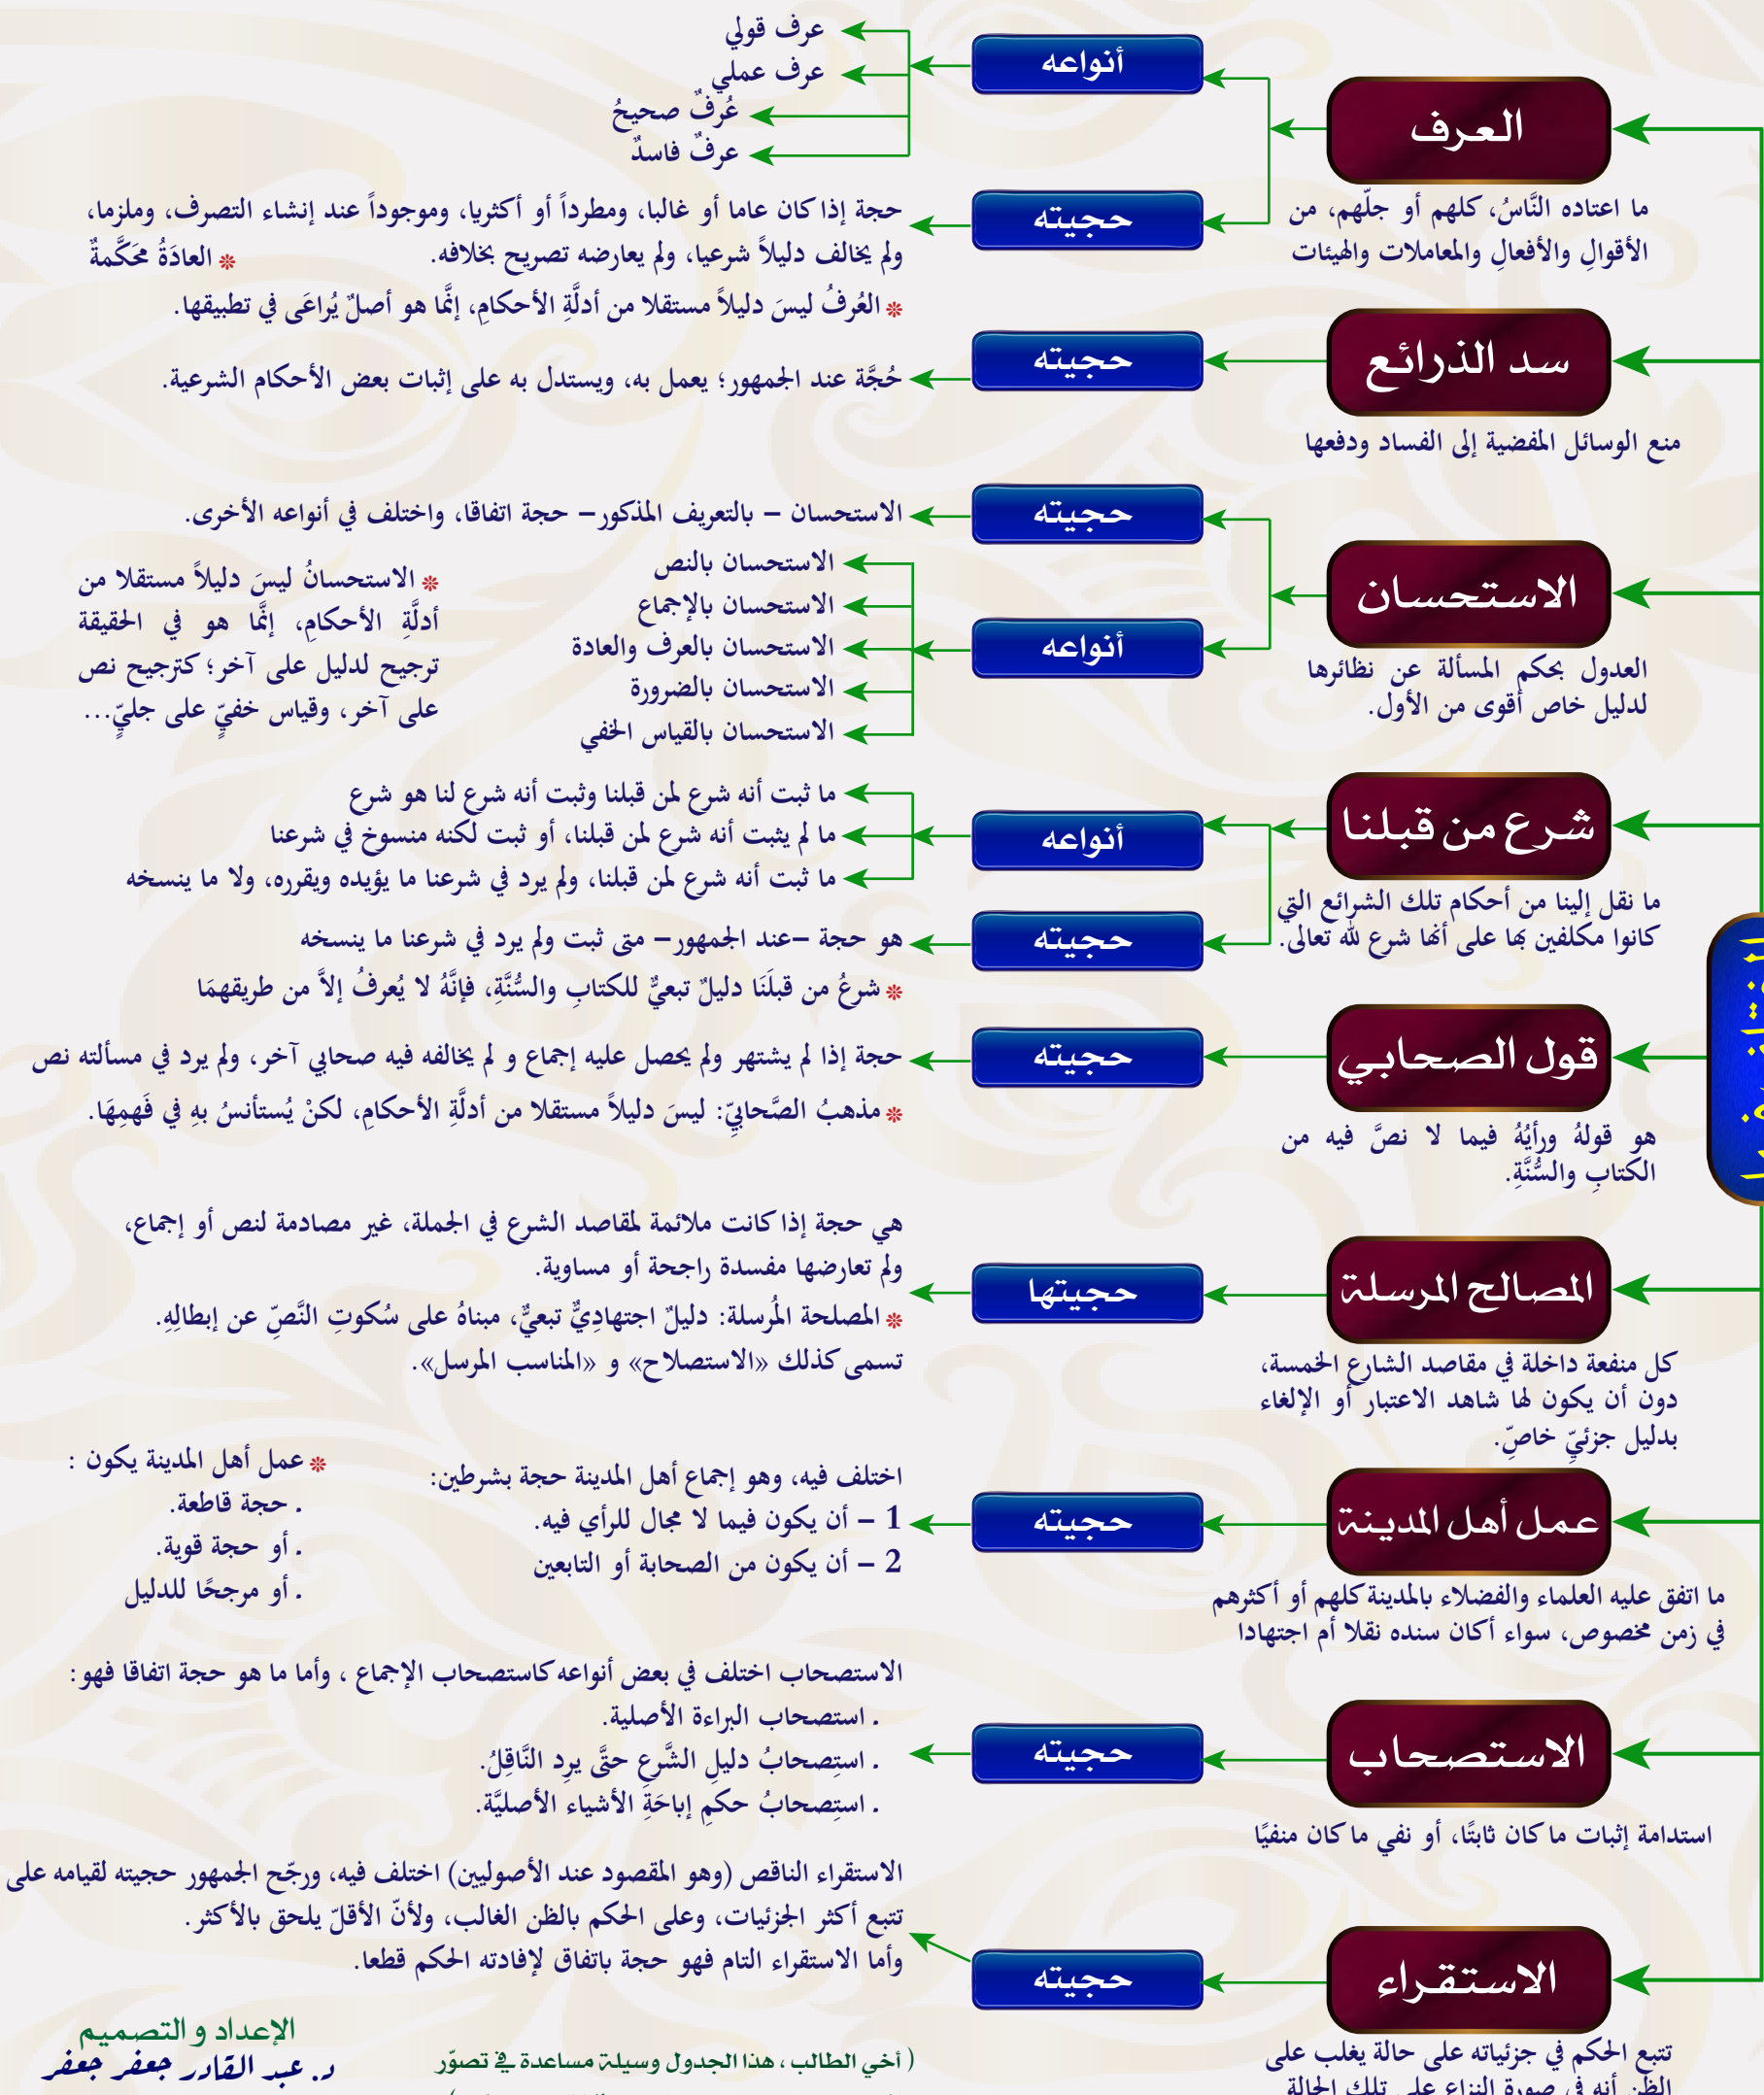 العرف
ما اعتاده النَّاسُ، كلهم أو جلّهم، من
الأقوالِ والأفعالِ والمعاملات والهيئات
أنواعه
عرف قولي
عرف عملي
عُرفٌ صحيحُ
عرفٌ فاسدٌ
حجيته
حجة إذا كان عاما أو غالبا، ومطرداً أو أكثريا، وموجوداً عند إنشاء التصرف، وملزما،
ولم يخالف دليلاً شرعيا، ولم يعارضه تصريح بخلافه.
* العادَةُ محَكَّمةٌ
* العُرفُ ليسَ دليلاً مستقلا من أدلَّةِ الأحكامِ، إنَّما هو أصلٌ يُراعَى في تطبيقها.
سد الذرائع
منع الوسائل المفضية إلى الفساد ودفعها
حجيته
حُجَّة عند الجمهور؛ يعمل به، ويستدل به على إثبات بعض الأحكام الشرعية.
الاستحسان
العدول بحكم المسألة عن نظائرها
لدليل خاص أقوى من الأول.
حجيته
الاستحسان – بالتعريف المذكور– حجة اتفاقا، واختلف في أنواعه الأخرى.
أنواعه
الاستحسان بالنص
الاستحسان بالإجماع
الاستحسان بالعرف والعادة
الاستحسان بالضرورة
الاستحسان بالقياس الخفي
* الاستحسانُ ليسَ دليلاً مستقلا من
أدلَّةِ الأحكامِ، إنَّما هو في الحقيقة
ترجيح لدليل على آخر؛ كترجيح نص
على آخر، وقياس خفيٍّ على جليٍّ...
شرع من قبلنا
ما نقل إلينا من أحكام تلك الشرائع التي
كانوا مكلفين بها على أنها شرع لله تعالى.
أنواعه
ما ثبت أنه شرع لمن قبلنا وثبت أنه شرع لنا هو شرع
ما لم يثبت أنه شرع لمن قبلنا، أو ثبت لكنه منسوخ في شرعنا
ما ثبت أنه شرع لمن قبلنا، ولم يرد في شرعنا ما يؤيده ويقرره، ولا ما ينسخه
حجيته
هو حجة –عند الجمهور– متى ثبت ولم يرد في شرعنا ما ينسخه
* شرعُ من قبلَنَا دليلٌ تبعيٌّ للكتابِ والسُّنَّةِ، فإنَّهُ لا يُعرفُ إلاَّ من طريقهمَا
قول الصحابي
هو قولهُ ورأيُهُ فيما لا نصَّ فيه من
الكتابِ والسُّنَّةِ.
حجيته
حجة إذا لم يشتهر ولم يحصل عليه إجماع و لم يخالفه فيه صحابي آخر، ولم يرد في مسألته نص
* مذهبُ الصَّحابيِّ: ليسَ دليلاً مستقلا من أدلَّةِ الأحكامِ، لكنْ يُستأنسُ بهِ في فَهمِهَا.
المصالح المرسلة
كل منفعة داخلة في مقاصد الشارع الخمسة،
دون أن يكون لها شاهد الاعتبار أو الإلغاء
بدليل جزئيّ خاصّ.
حجيتها
هي حجة إذا كانت ملائمة لمقاصد الشرع في الجملة، غير مصادمة لنص أو إجماع،
ولم تعارضها مفسدة راجحة أو مساوية.
* المصلحة المُرسلة: دليلٌ اجتهادِيٌّ تبعيٌّ، مبناهُ على سُكوتِ النَّصِّ عن إبطالِهِ.
تسمى كذلك «الاستصلاح» و «المناسب المرسل».
عمل أهل المدينة
ما اتفق عليه العلماء والفضلاء بالمدينة كلهم أو أكثرهم
في زمن مخصوص، سواء أكان سنده نقلا أم اجتهادا
حجيته
اختلف فيه، وهو إجماع أهل المدينة حجة بشرطين:
1 – أن يكون فيما لا مجال للرأي فيه.
2 – أن يكون من الصحابة أو التابعين
* عمل أهل المدينة يكون :
. حجة قاطعة.
. أو حجة قوية.
. أو مرجحًا للدليل
الاستصحاب
استدامة إثبات ما كان ثابتًا، أو نفي ما كان منفيًا
حجيته
الاستصحاب اختلف في بعض أنواعه كاستصحاب الإجماع ، وأما ما هو حجة اتفاقا فهو:
. استصحاب البراءة الأصلية.
. استِصحابُ دليلِ الشَّرعِ حتَّى يرِد النَّاقِلُ.
. استِصحابُ حكمِ إباحَةِ الأشياء الأصليَّة.
الاستقراء
تتبع الحكم في جزئياته على حالة يغلب على
الظن أنه في صورة النزاع على تلك الحالة
حجيته
الاستقراء الناقص (وهو المقصود عند الأصوليين) اختلف فيه، ورجّح الجمهور حجيته لقيامه على
تتبع أكثر الجزئيات، وعلى الحكم بالظن الغالب، ولأنّ الأقلّ يلحق بالأكثر.
وأما الاستقراء التام فهو حجة باتفاق لإفادته الحكم قطعا.
( أخي الطالب ، هذا الجدول وسيلة مساعدة في تصوّر
الإعداد و التصميم
د. عبد القادر جعفر جعفر